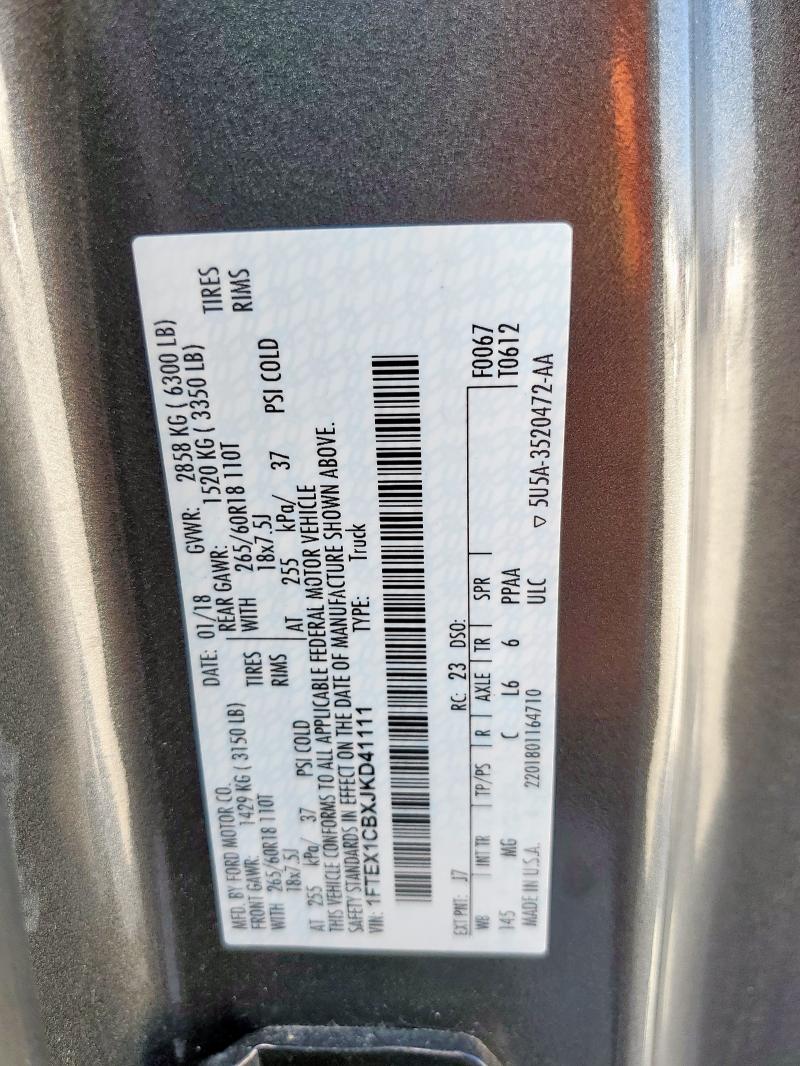 MFD. BY FORD MOTOR CO. DATE: 01/18 GVWR: 2858 KG ( 6300 LB)
FRONT GAWR: 1429 KG ( 3150 LB) REAR GAWR: 1520 KG ( 3350 LB)
WITH 265/60R18 110T TIRES WITH 265/60R18 110T TIRES
18x7.5J RIMS 18x7.5J RIMS
AT 255 kPa/ 37 PSI COLD AT 255 kPa/ 37 PSI COLD
THIS VEHICLE CONFORMS TO ALL APPLICABLE FEDERAL MOTOR VEHICLE
SAFETY STANDARDS IN EFFECT ON THE DATE OF MANUFACTURE SHOWN ABOVE.
VIN: 1FTEX1CBXJKD41111 TYPE: Truck
EXT PNT: J7 RC: 23 DSO: F0067
WB INT TR TP/PS R AXLE TR SPR T0612
145 MG C L6 6 PPAA
MADE IN U.S.A. 2201801164710 ULC ▽ 5U5A-3520472-AA